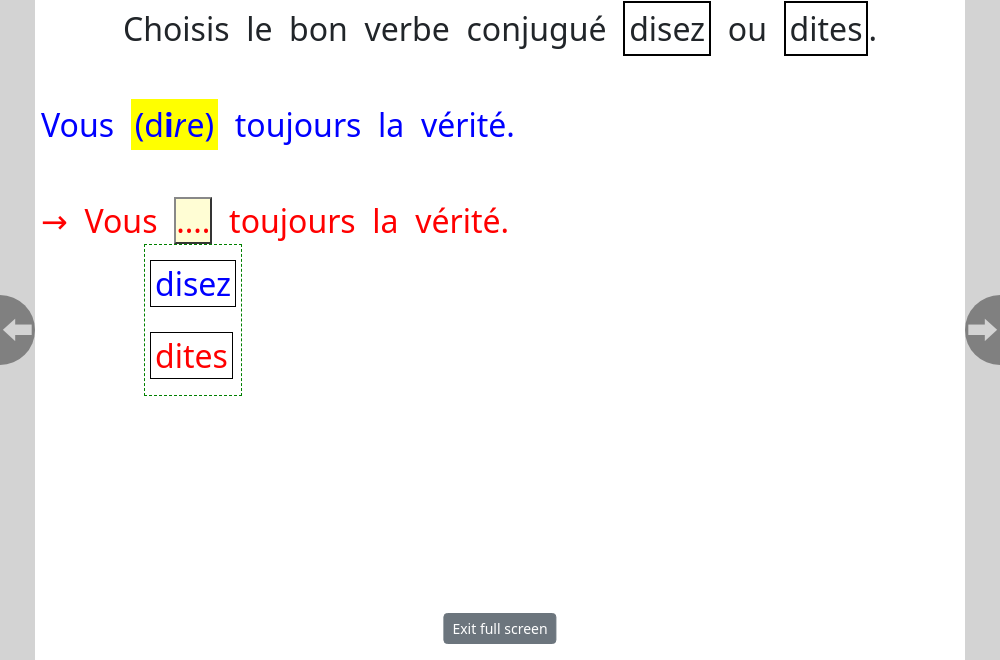 Choisis le bon verbe conjugué disez ou dites.
Vous (dire) toujours la vérité.
→ Vous .... toujours la vérité.
disez
dites
Exit full screen